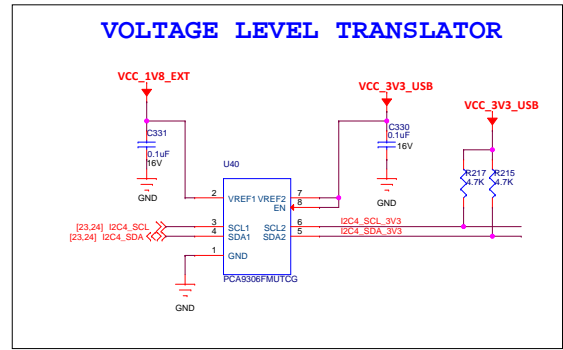 VOLTAGE LEVEL TRANSLATOR
VCC_1V8_EXT
VCC_3V3_USB
VCC_3V3_USB
C331
0.1uF
16V
C330
0.1uF
16V
GND
GND
U40
R217
4.7K
R215
4.7K
2
VREF1
VREF2
7
EN
8
[23,24] I2C4_SCL
3
SCL1
SCL2
6
I2C4_SCL_3V3
[23,24] I2C4_SDA
4
SDA1
SDA2
5
I2C4_SDA_3V3
1
GND
PCA9306FMUTCG
GND